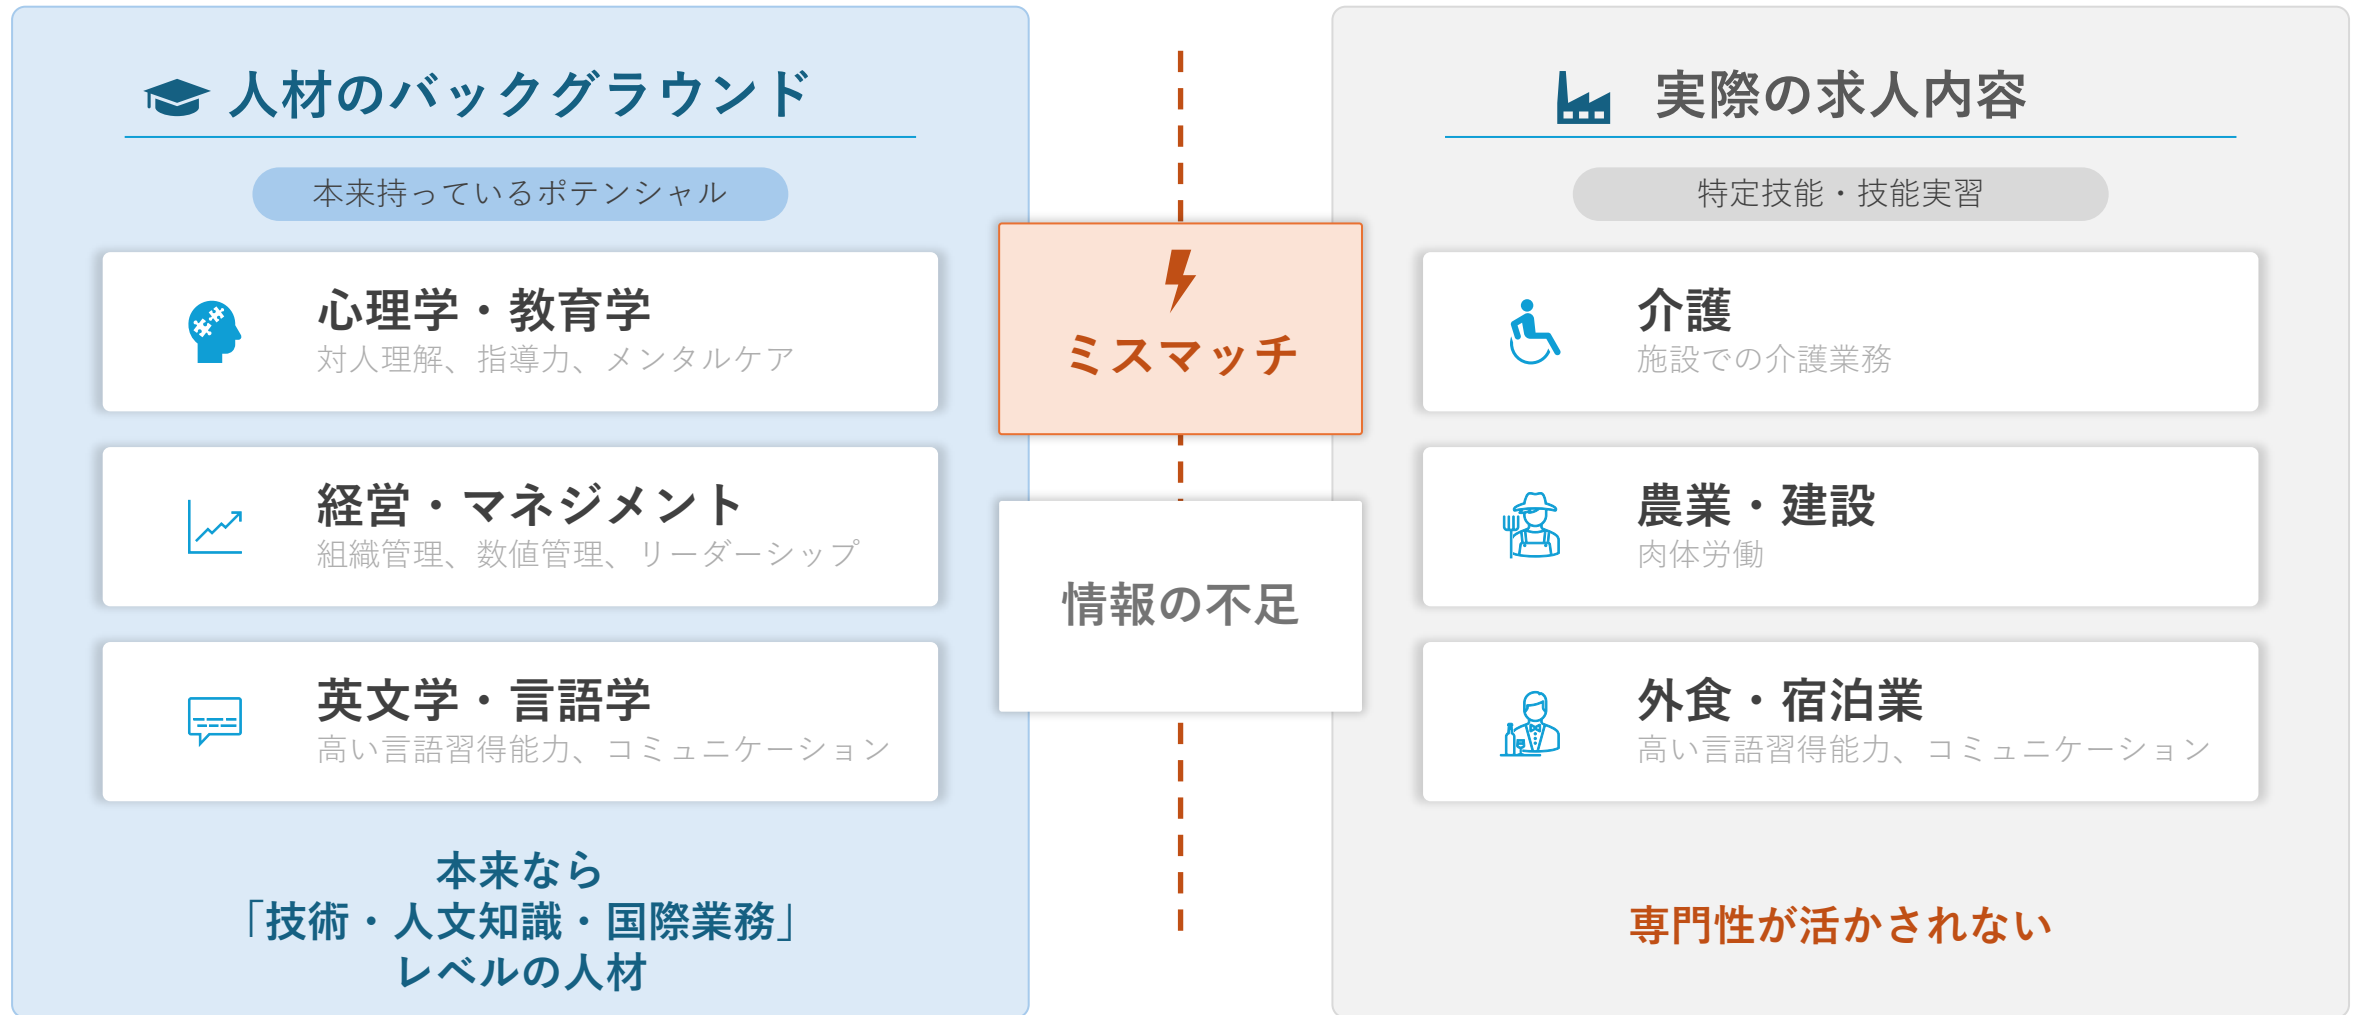 人材のバックグラウンド
本来持っているポテンシャル
心理学・教育学
対人理解、指導力、メンタルケア
経営・マネジメント
組織管理、数値管理、リーダーシップ
英文学・言語学
高い言語習得能力、コミュニケーション
本来なら
「技術・人文知識・国際業務」
レベルの人材
ミスマッチ
情報の不足
実際の求人内容
特定技能・技能実習
介護
施設での介護業務
農業・建設
肉体労働
外食・宿泊業
高い言語習得能力、コミュニケーション
専門性が活かされない